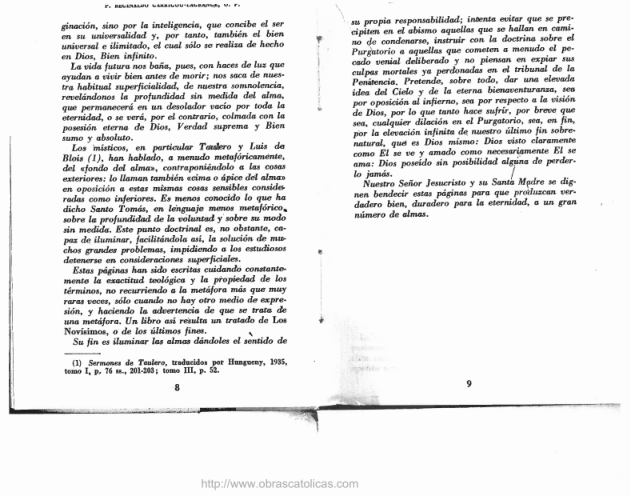 P. REGINALDO GARRIGOU-LAGRANGE, O. P.
ginación, sino por la inteligencia, que concibe el ser
en su universalidad y, por tanto, también el bien
universal e ilimitado, el cual sólo se realiza de hecho
en Dios, Bien infinito.
La vida futura nos baña, pues, con haces de luz que
ayudan a vivir bien antes de morir; nos saca de nues-
tra habitual superficialidad, de nuestra somnolencia,
revelándonos la profundidad sin medida del alma,
que permanecerá en un desolador vacío por toda la
eternidad, o se verá, por el contrario, colmada con la
posesión eterna de Dios, Verdad suprema y Bien
sumo y absoluto.
Los místicos, en particular Taulero y Luis de
Blois (1), han hablado, a menudo metafóricamente,
del «fondo del alma», contraponiéndolo a las cosas
exteriores: lo llaman también «cima o ápice del alma»
en oposición a estas mismas cosas sensibles conside-
radas como inferiores. Es menos conocido lo que ha
dicho Santo Tomás, en lenguaje menos metafórico,
sobre la profundidad de la voluntad y sobre su modo
sin medida. Este punto doctrinal es, no obstante, ca-
paz de iluminar, facilitándola así, la solución de mu-
chos grandes problemas, impidiendo a los estudiosos
detenerse en consideraciones superficiales.
Estas páginas han sido escritas cuidando constante-
mente la exactitud teológica y la propiedad de los
términos, no recurriendo a la metáfora más que muy
raras veces, sólo cuando no hay otro medio de expre-
sión, y haciendo la advertencia de que se trata de
una metáfora. Un libro así resulta un tratado de Los
Novísimos, o de los últimos fines.
Su fin es iluminar las almas dándoles el sentido de
(1) Sermones de Taulero, traducidos por Hungueny, 1935,
tomo I, p. 76 ss., 201-203; tomo III, p. 52.
8
su propia responsabilidad; intenta evitar que se pre-
cipiten en el abismo aquellas que se hallan en cami-
no de condenarse, instruir con la doctrina sobre el
Purgatorio a aquellas que cometen a menudo el pe-
cado venial deliberado y no piensan en expiar sus
culpas mortales ya perdonadas en el tribunal de la
Penitencia. Pretende, sobre todo, dar una elevada
idea del Cielo y de la eterna bienaventuranza, sea
por oposición al infierno, sea por respecto a la visión
de Dios, por lo que tanto hace sufrir, por breve que
sea, cualquier dilación en el Purgatorio, sea, en fin,
por la elevación infinita de nuestro último fin sobre-
natural, que es Dios mismo: Dios visto claramente
como El se ve y amado como necesariamente El se
ama: Dios poseído sin posibilidad alguna de perder-
lo jamás.
Nuestro Señor Jesucristo y su Santa Madre se dig-
nen bendecir estas páginas para que produzcan ver-
dadero bien, duradero para la eternidad, a un gran
número de almas.
9
http://www.obrascatolicas.com